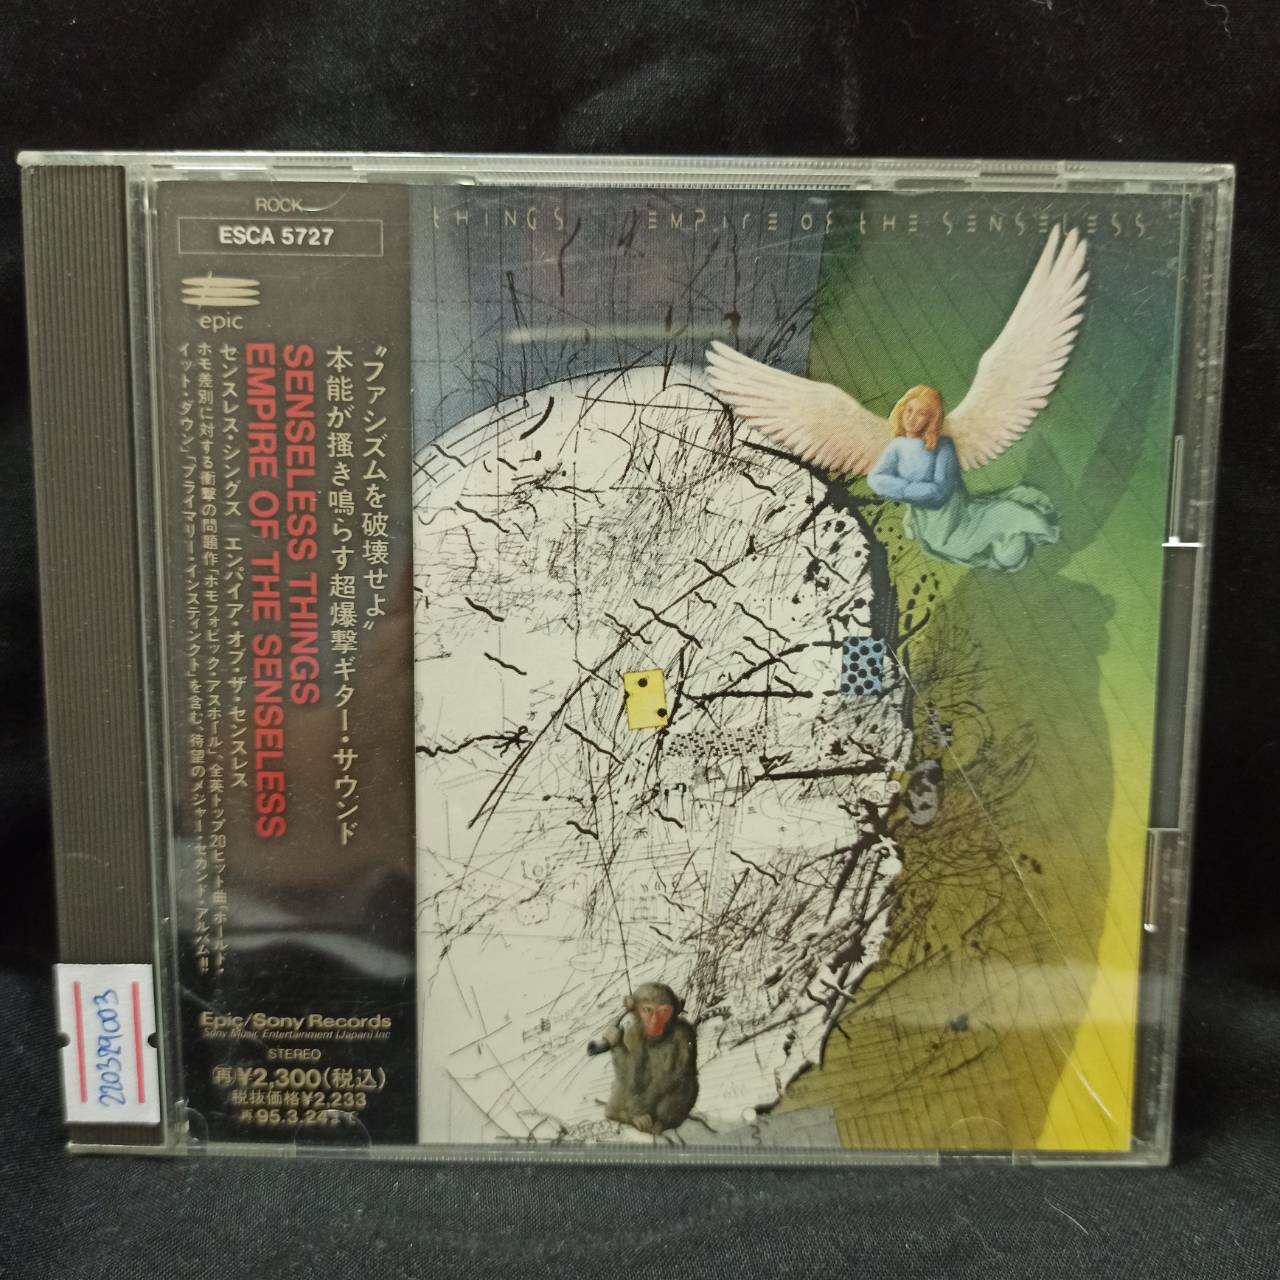 ROCK
ESCA 5727
epic
“ファシズムを破壊せよ”
本能が掻き鳴らす超爆撃ギター・サウンド
SENSELESS THINGS
EMPIRE OF THE SENSELESS
センスレス・シングス エンパイア・オブ・ザ・センスレス
ホモ差別に対する衝撃の問題作「ホモフォビック・アスホール」、全英トップ20ヒット曲「ホールド・
イット・ダウン」「プライマリー・インスティンクト」を含む、待望のメジャー・セカンド・アルバム!!
Epic/Sony Records
Sony Music Entertainment (Japan) Inc
STEREO
再¥2,300(税込)
税抜価格¥2,233
再95.3.24まで
THINGS EMPIRE OF THE SENSELESS
220329003